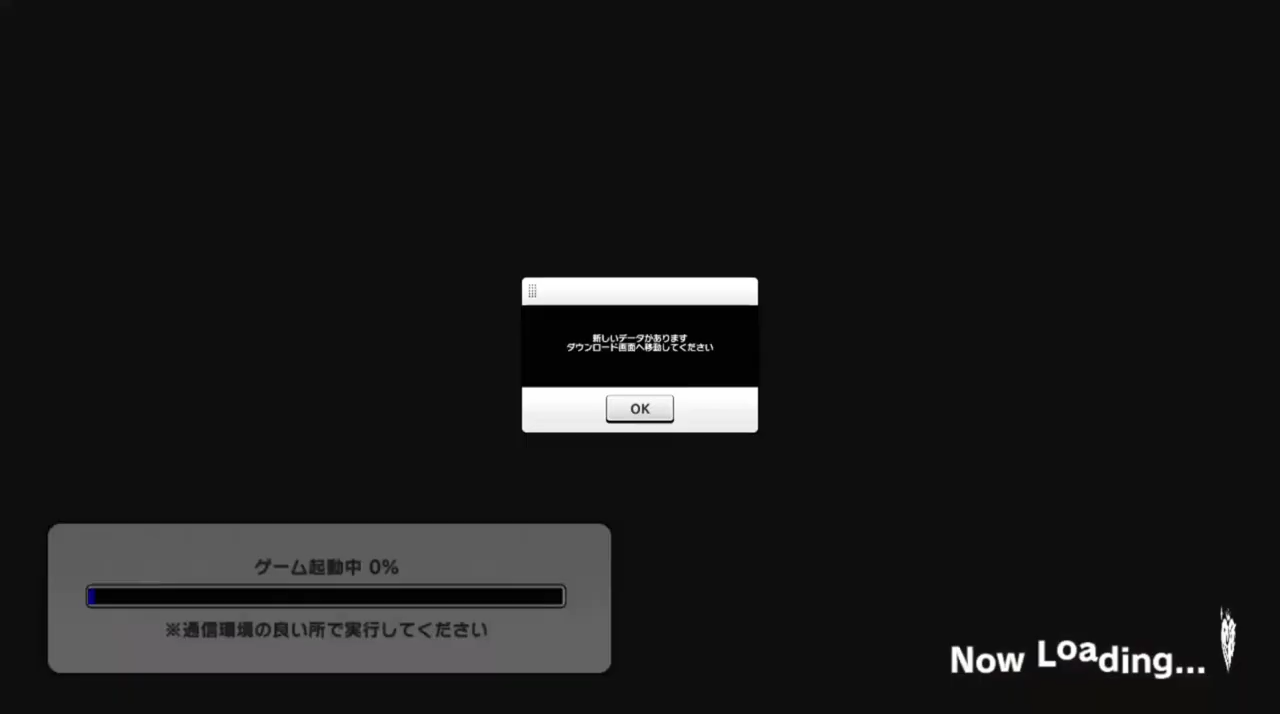 新しいデータがあります
ダウンロード画面へ移動してください
OK
ゲーム起動中 0%
※通信環境の良い所で実行してください
Now Loading...